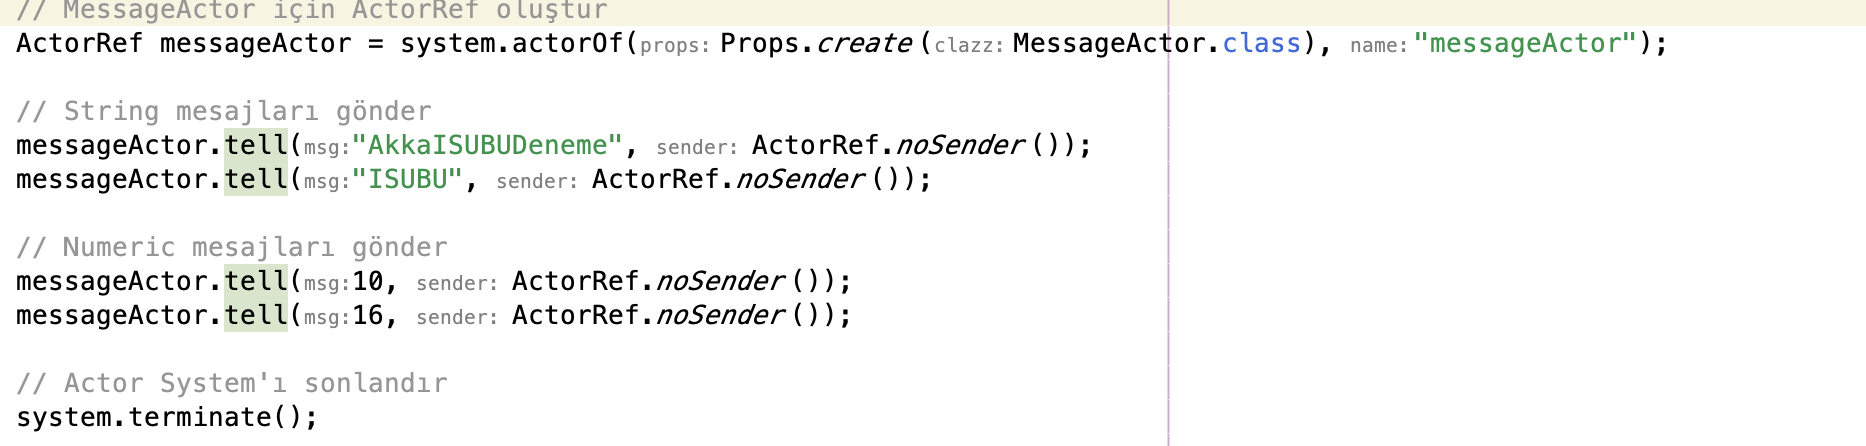 // MessageActor için ActorRef oluştur
ActorRef messageActor = system.actorOf(props: Props.create(clazz: MessageActor.class), name: "messageActor");
// String mesajları gönder
messageActor.tell(msg: "AkkaISUBUDeneme", sender: ActorRef.noSender());
messageActor.tell(msg: "ISUBU", sender: ActorRef.noSender());
// Numeric mesajları gönder
messageActor.tell(msg: 10, sender: ActorRef.noSender());
messageActor.tell(msg: 16, sender: ActorRef.noSender());
// Actor System'ı sonlandır
system.terminate();